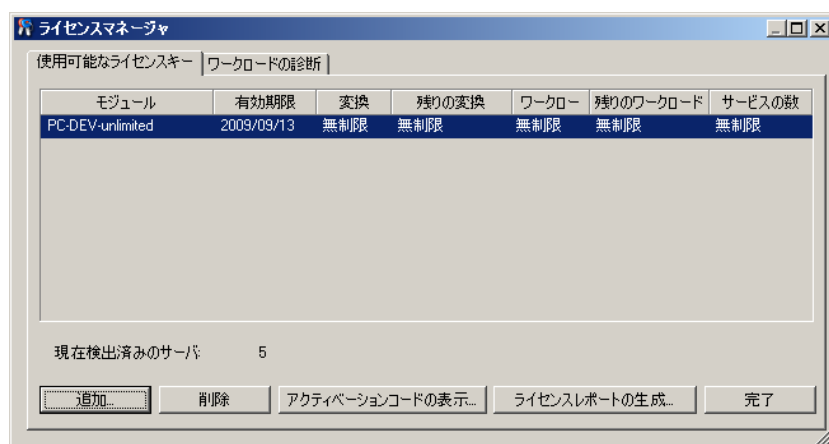 ライセンスマネージャ
使用可能なライセンスキー ワークロードの診断
モジュール 有効期限 変換 残りの変換 ワークロー 残りのワークロード サービスの数
PC-DEV-unlimited 2009/09/13 無制限 無制限 無制限 無制限 無制限
現在検出済みのサーバ: 5
追加... 削除 アクティベーションコードの表示... ライセンスレポートの生成... 完了